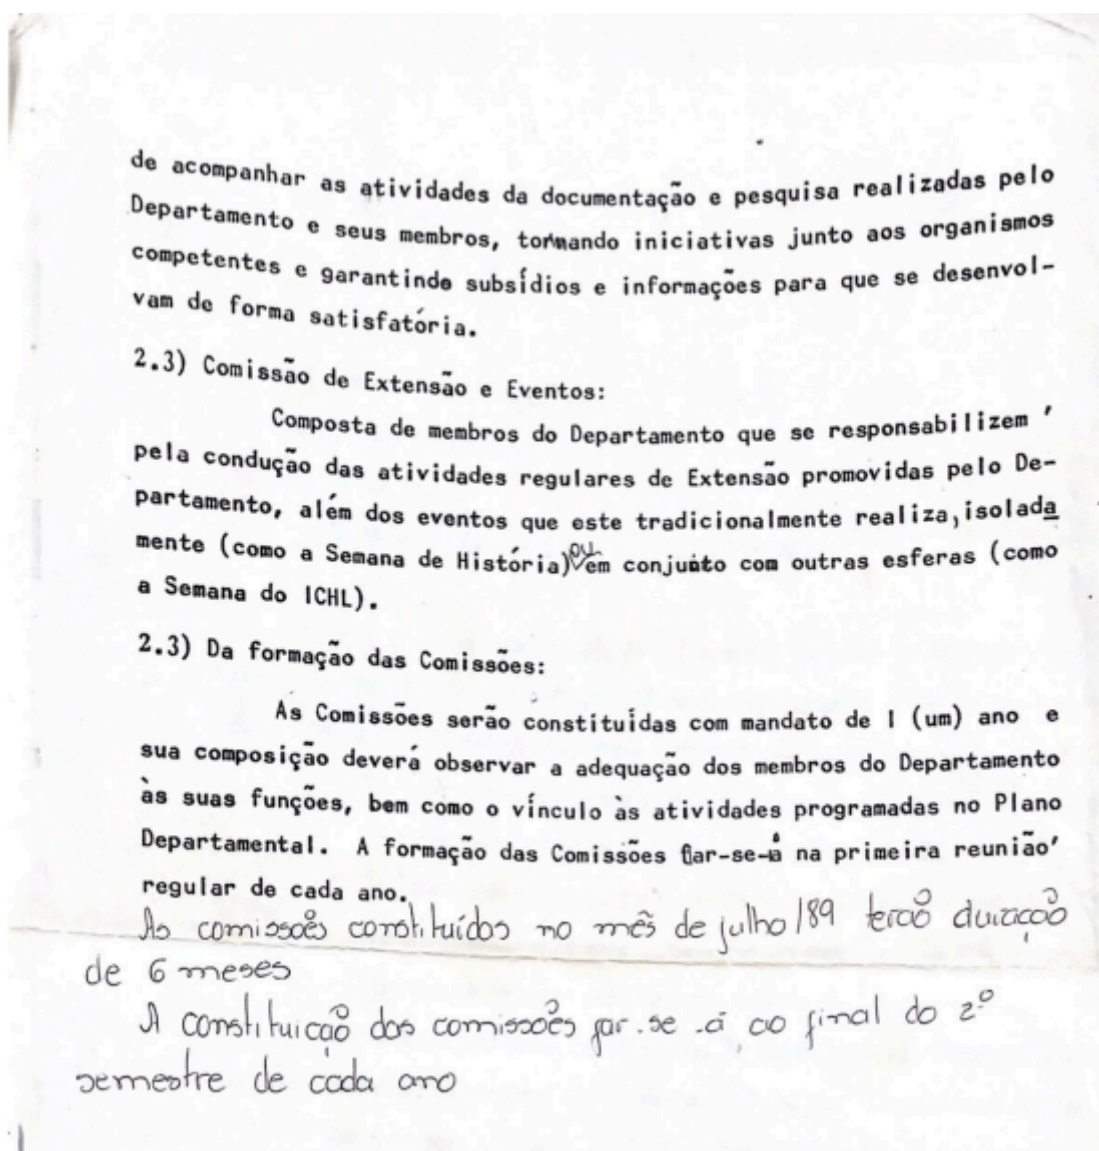 de acompanhar as atividades da documentação e pesquisa realizadas pelo
Departamento e seus membros, tormando iniciativas junto aos organismos
competentes e garantindo subsídios e informações para que se desenvol-
vam de forma satisfatória.
2.3) Comissão de Extensão e Eventos:
Composta de membros do Departamento que se responsabilizem '
pela condução das atividades regulares de Extensão promovidas pelo De-
partamento, além dos eventos que este tradicionalmente realiza, isolada
mente (como a Semana de História) ou em conjunto com outras esferas (como
a Semana do ICHL).
2.3) Da formação das Comissões:
As Comissões serão constituídas com mandato de I (um) ano e
sua composição deverá observar a adequação dos membros do Departamento
às suas funções, bem como o vínculo às atividades programadas no Plano
Departamental. A formação das Comissões dar-se-á na primeira reunião'
regular de cada ano.
As comissões constituídas no mês de julho/89 terão duração
de 6 meses
A constituição das comissões far-se-á ao final do 2º
semestre de cada ano